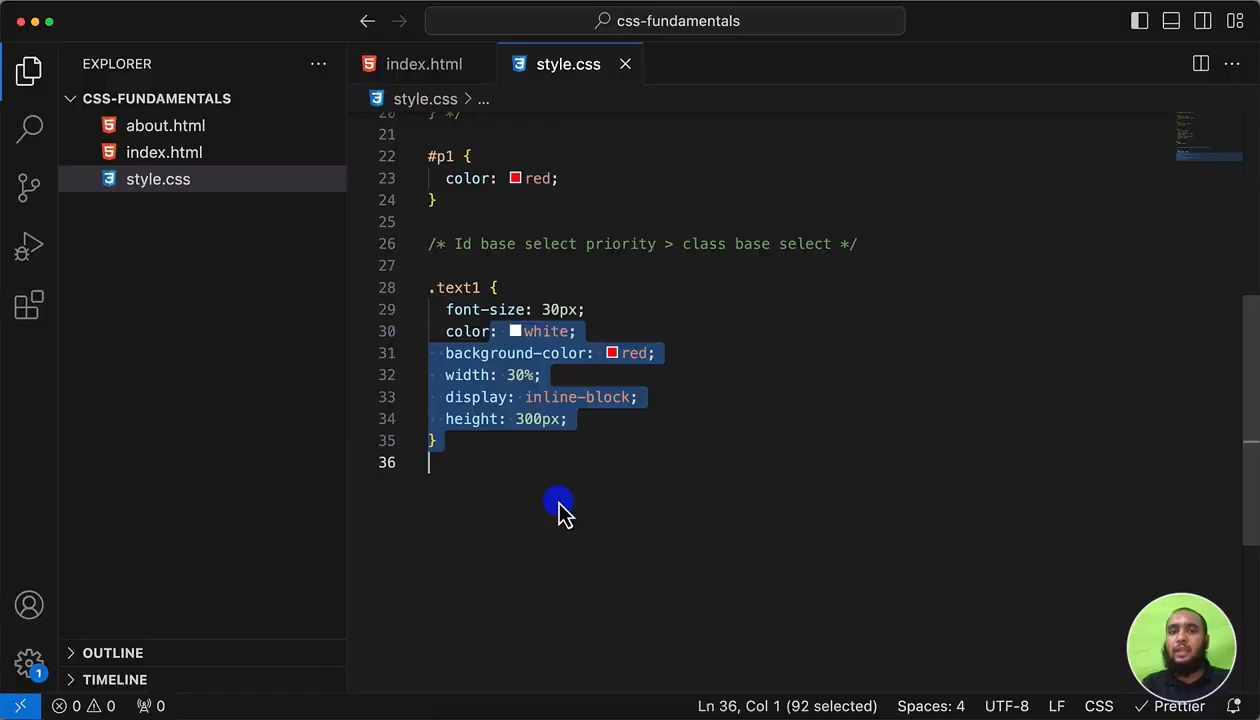 css-fundamentals
EXPLORER
CSS-FUNDAMENTALS
about.html
index.html
style.css
OUTLINE
TIMELINE
index.html
style.css
style.css > ...
20 } */
21
22 #p1 {
23 color: red;
24 }
25
26 /* Id base select priority > class base select */
27
28 .text1 {
29 font-size: 30px;
30 color: white;
31 background-color: red;
32 width: 30%;
33 display: inline-block;
34 height: 300px;
35 }
36
1
0 0 0
Ln 36, Col 1 (92 selected) Spaces: 4 UTF-8 LF CSS Prettier